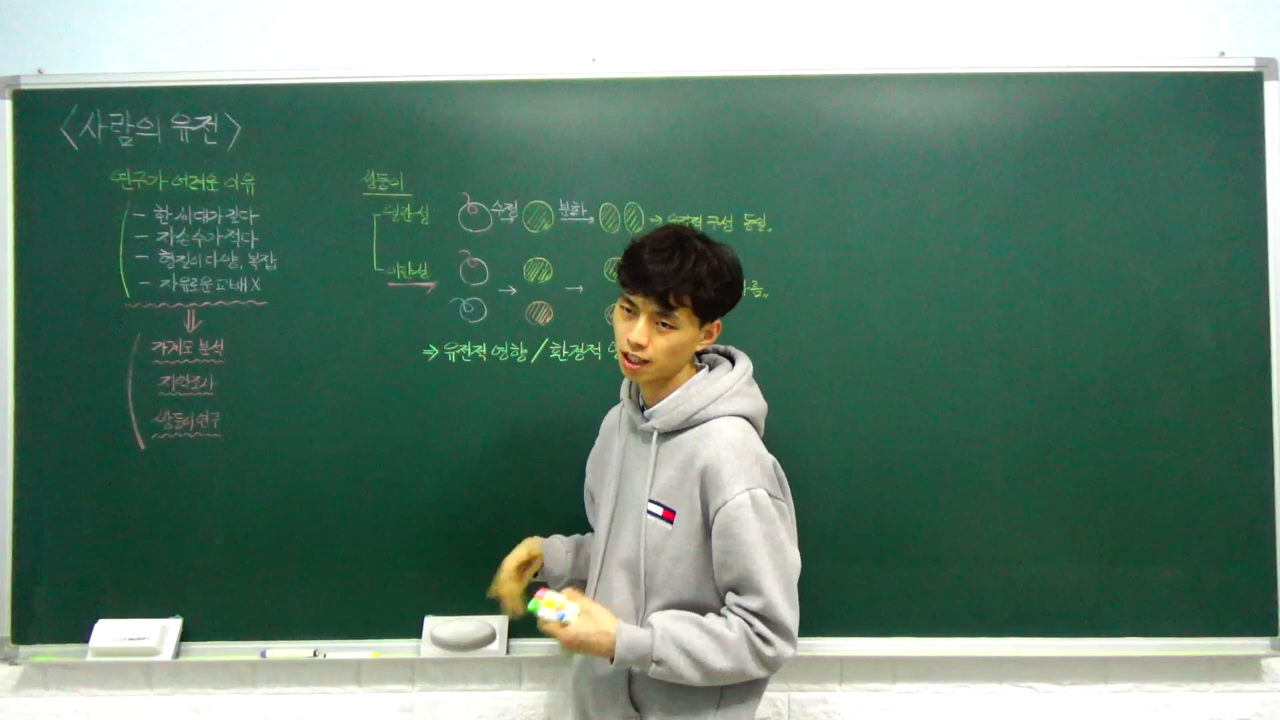 <사람의 유전>
연구가 어려운 이유
- 한 세대가 길다
- 자손 수가 적다
- 형질이 다양, 복잡
- 자유로운 교배 X
⇓
가계도 분석
자연조사
쌍둥이 연구
쌍둥이
일란성 수정 → 분화 → → 유전적 구성 동일.
이란성 → →
⇒ 유전적 영향 / 환경적